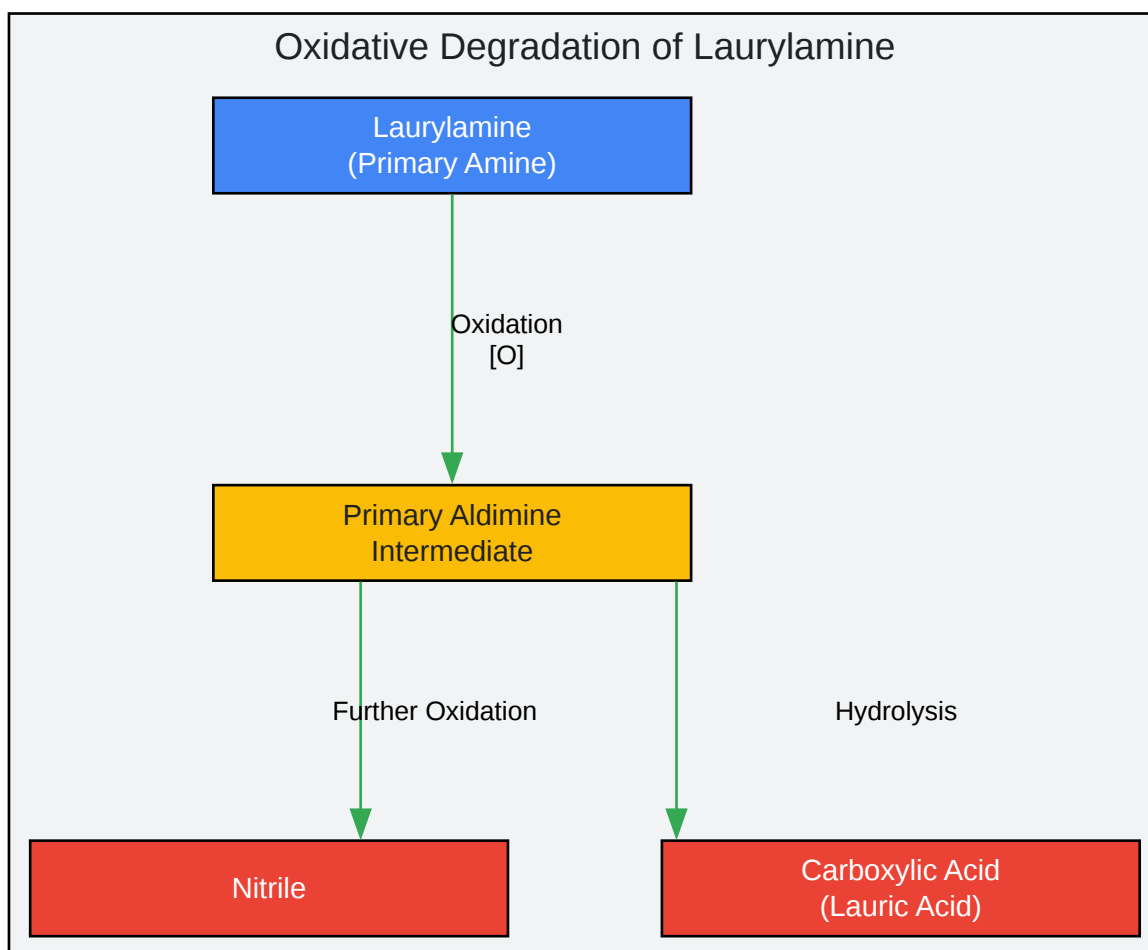 Oxidative Degradation of Laurylamine
Laurylamine
(Primary Amine)
Oxidation
[O]
Primary Aldimine
Intermediate
Further Oxidation
Hydrolysis
Nitrile
Carboxylic Acid
(Lauric Acid)